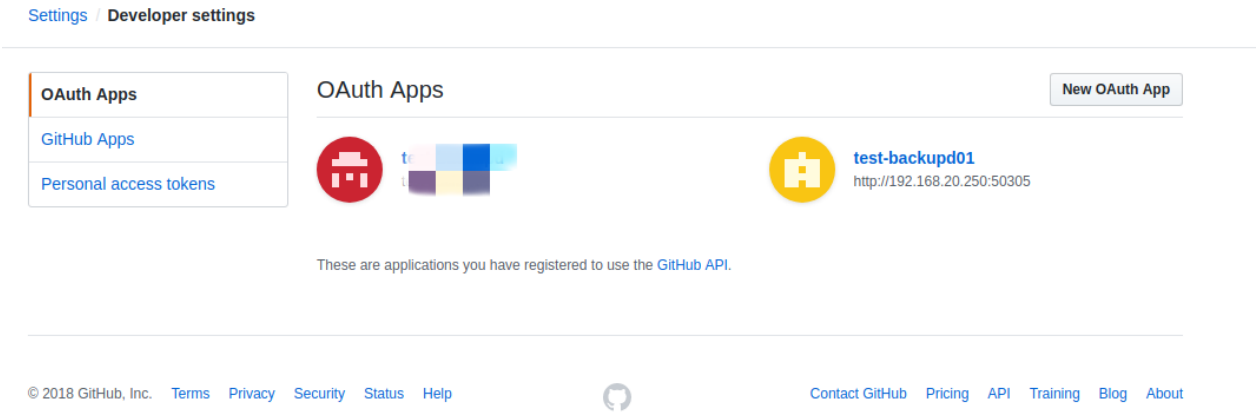 Settings / Developer settings
OAuth Apps
GitHub Apps
Personal access tokens
OAuth Apps
New OAuth App
test-backupd01
http://192.168.20.250:50305
These are applications you have registered to use the GitHub API.
© 2018 GitHub, Inc. Terms Privacy Security Status Help
Contact GitHub Pricing API Training Blog About